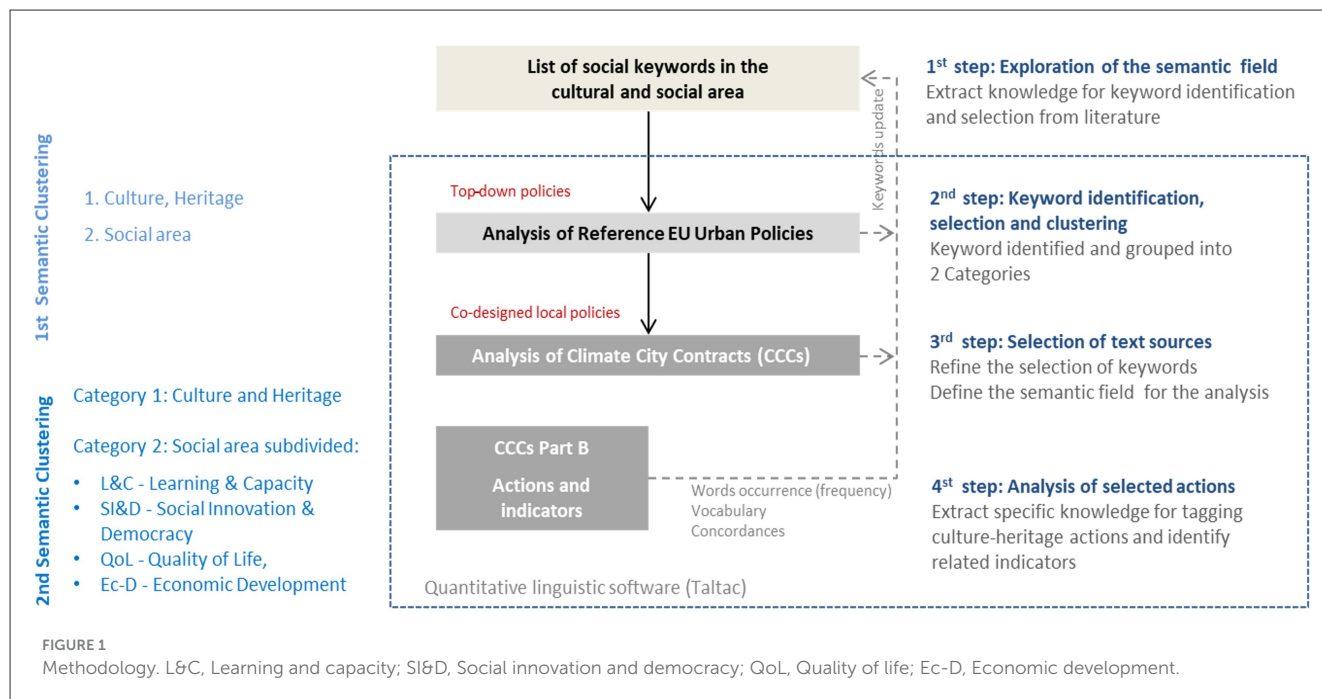 List of social keywords in the
cultural and social area
1st step: Exploration of the semantic field
Extract knowledge for keyword identification
and selection from literature
Keywords update
1st Semantic Clustering
1. Culture, Heritage
2. Social area
Top-down policies
Analysis of Reference EU Urban Policies
2nd step: Keyword identification,
selection and clustering
Keyword identified and grouped into
2 Categories
Co-designed local policies
Analysis of Climate City Contracts (CCCs)
3rd step: Selection of text sources
Refine the selection of keywords
Define the semantic field for the analysis
2nd Semantic Clustering
Category 1: Culture and Heritage
Category 2: Social area subdivided:
• L&C - Learning & Capacity
• SI&D - Social Innovation &
Democracy
• QoL - Quality of Life,
• Ec-D - Economic Development
CCCs Part B
Actions and
indicators
Words occurrence (frequency)
Vocabulary
Concordances
4st step: Analysis of selected actions
Extract specific knowledge for tagging
culture-heritage actions and identify
related indicators
Quantitative linguistic software (Taltac)
FIGURE 1
Methodology. L&C, Learning and capacity; SI&D, Social innovation and democracy; QoL, Quality of life; Ec-D, Economic development.